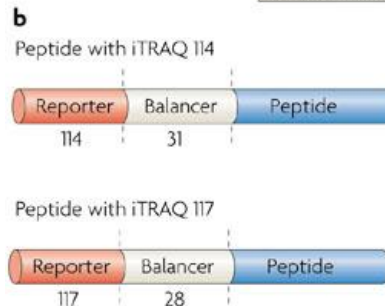 b
Peptide with iTRAQ 114
Reporter Balancer Peptide
114 31
Peptide with iTRAQ 117
Reporter Balancer Peptide
117 28